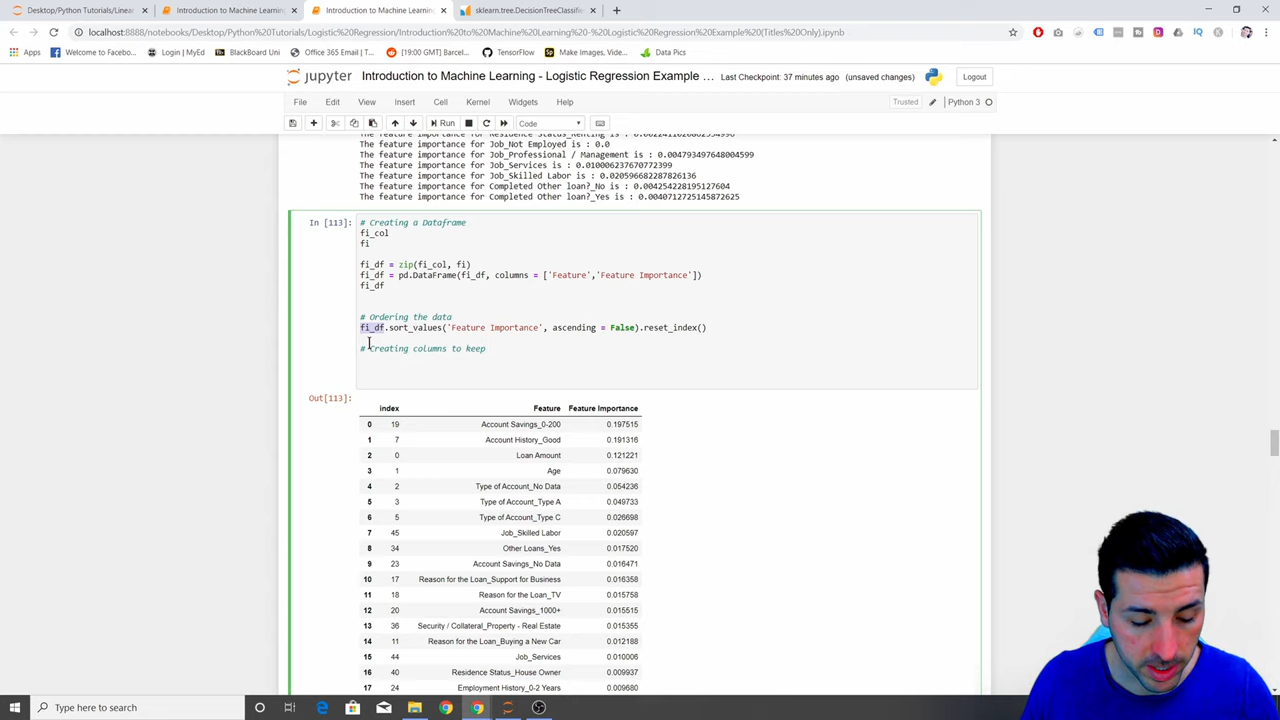 Desktop/Python Tutorials/Linear
Introduction to Machine Learning
Introduction to Machine Learning
sklearn.tree.DecisionTreeClassifie
localhost:8888/notebooks/Desktop/Python%20Tutorials/Logistic%20Regression/Introduction%20to%20Machine%20Learning%20-%20Logistic%20Regression%20Example%20(Titles%20Only).ipynb
Apps
Welcome to Facebo...
Login | MyEd
BlackBoard Uni
Office 365 Email | T...
[19:00 GMT] Barcel...
TensorFlow
Make Images, Vide...
Data Pics
jupyter
Introduction to Machine Learning - Logistic Regression Example ...
Last Checkpoint: 37 minutes ago
(unsaved changes)
Logout
File
Edit
View
Insert
Cell
Kernel
Widgets
Help
Trusted
Python 3
Run
Code
The feature importance for Job_Not Employed is : 0.0
The feature importance for Job_Professional / Management is : 0.004793497648004599
The feature importance for Job_Services is : 0.010006237670772399
The feature importance for Job_Skilled Labor is : 0.020596682287826136
The feature importance for Completed Other loan?_No is : 0.004254228195127604
The feature importance for Completed Other loan?_Yes is : 0.0040712725145872625
In [113]:
# Creating a Dataframe
fi_col
fi
fi_df = zip(fi_col, fi)
fi_df = pd.DataFrame(fi_df, columns = ['Feature','Feature Importance'])
fi_df
# Ordering the data
fi_df.sort_values('Feature Importance', ascending = False).reset_index()
# Creating columns to keep
Out[113]:
index Feature Feature Importance
0 19 Account Savings_0-200 0.197515
1 7 Account History_Good 0.191316
2 0 Loan Amount 0.121221
3 1 Age 0.079630
4 2 Type of Account_No Data 0.054236
5 3 Type of Account_Type A 0.049733
6 5 Type of Account_Type C 0.026698
7 45 Job_Skilled Labor 0.020597
8 34 Other Loans_Yes 0.017520
9 23 Account Savings_No Data 0.016471
10 17 Reason for the Loan_Support for Business 0.016358
11 18 Reason for the Loan_TV 0.015758
12 20 Account Savings_1000+ 0.015515
13 36 Security / Collateral_Property - Real Estate 0.015355
14 11 Reason for the Loan_Buying a New Car 0.012188
15 44 Job_Services 0.010006
16 40 Residence Status_House Owner 0.009937
17 24 Employment History_0-2 Years 0.009680
Type here to search